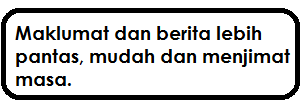 Maklumat dan berita lebih
pantas, mudah dan menjimat
masa.